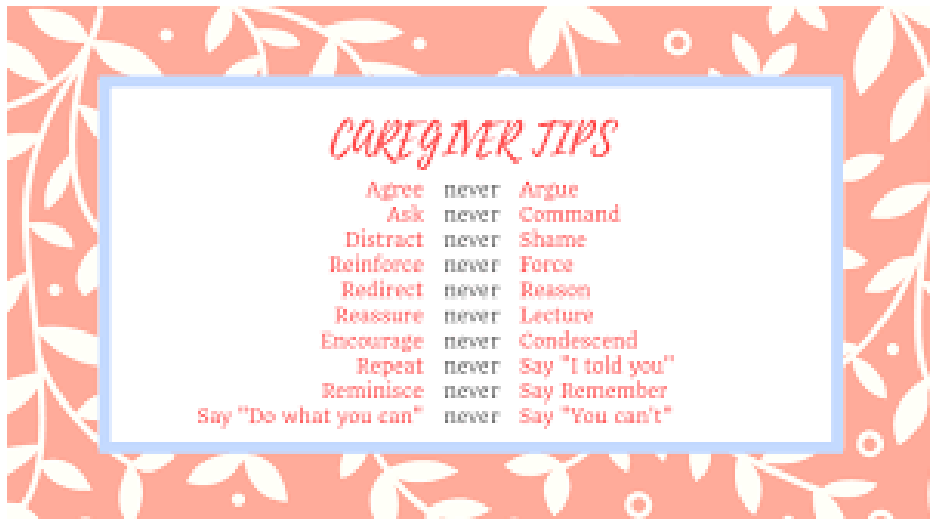 CAREGIVER TIPS
Agree never Argue
Ask never Command
Distract never Shame
Reinforce never Force
Redirect never Reason
Reassure never Lecture
Encourage never Condescend
Repeat never Say "I told you"
Reminisce never Say Remember
Say "Do what you can" never Say "You can't"